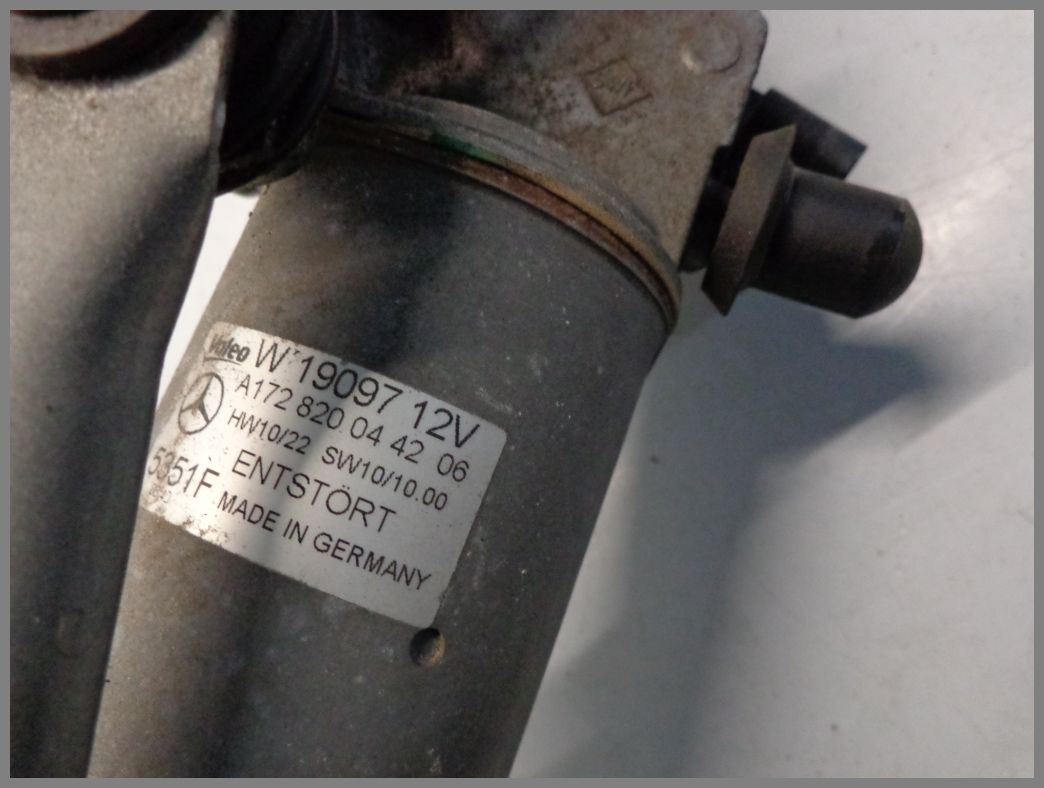 Valeo W 19097 12V
A172 820 04 42 06
HW10/22 SW10/10.00
ENTSTÖRT
5351F
MADE IN GERMANY